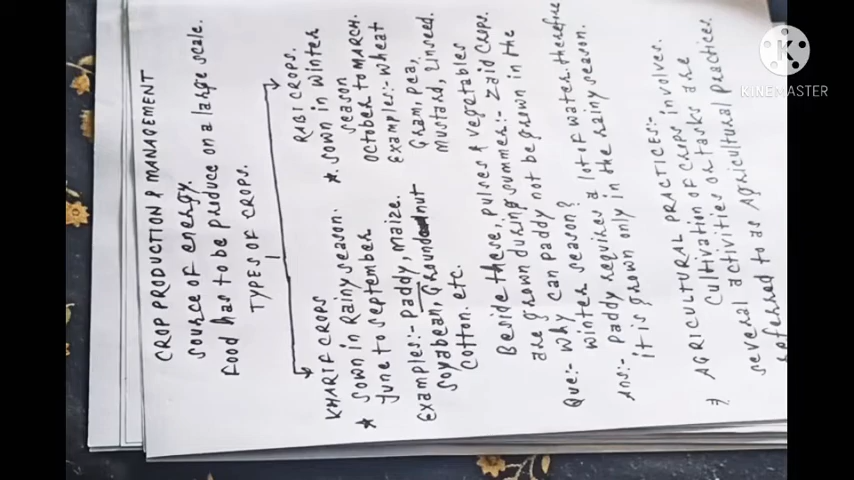 CROP PRODUCTION & MANAGEMENT
source of energy.
Food has to be produce on a large scale.
TYPES OF CROPS.
KHARIF CROPS
* Sown in Rainy season.
June to september
Examples:- Paddy, maize.
Soyabean, Groundnut
Cotton. etc.
RABI CROPS.
*. Sown in winter
season
October to MARCH.
Examples:- Wheat
Gram, Pea,
Mustard, Linseed.
Beside these, pulses & vegetables
are grown during summer:- Zaid crops.
Que:- Why can paddy not be grown in the
winter season?
Ans:- Paddy requires a lot of water. therefore
it is grown only in the rainy season.
AGRICULTURAL PRACTICES:-
Cultivation of crops involves.
several activities or tasks are
referred to as Agricultural practices.
K
KINEMASTER